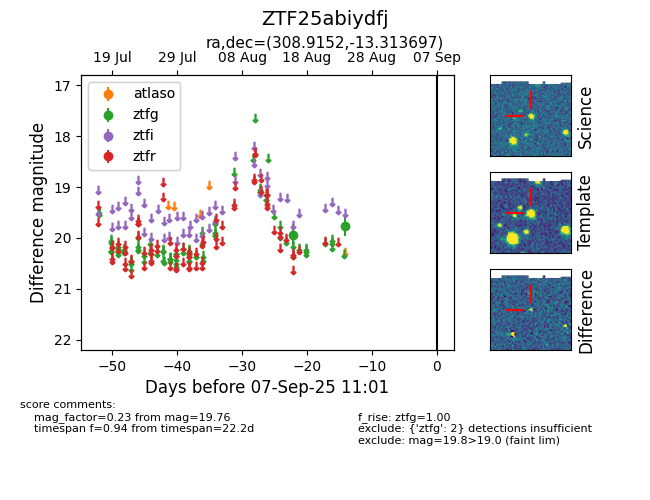 ZTF25abiydfj
ra,dec=(308.9152,-13.313697)
19 Jul 29 Jul 08 Aug 18 Aug 28 Aug 07 Sep
17
18
19
20
21
22
Difference magnitude
atlaso
ztfg
ztfi
ztfr
−50 −40 −30 −20 −10 0
Days before 07-Sep-25 11:01
Science
Template
Difference
score comments:
mag_factor=0.23 from mag=19.76
timespan f=0.94 from timespan=22.2d
f_rise: ztfg=1.00
exclude: {'ztfg': 2} detections insufficient
exclude: mag=19.8>19.0 (faint lim)